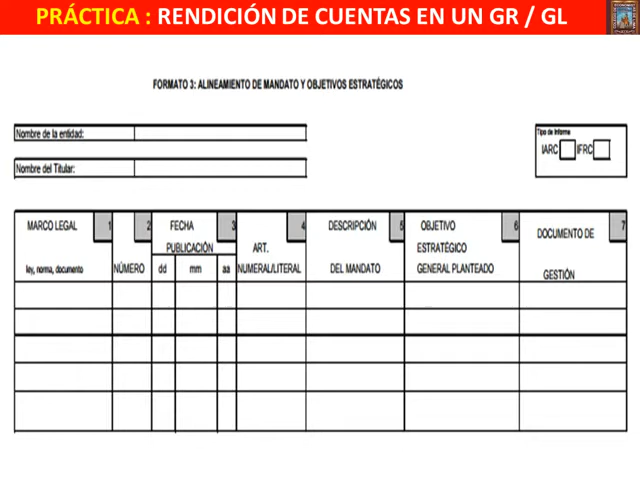 PRÁCTICA : RENDICIÓN DE CUENTAS EN UN GR / GL
FORMATO 3: ALINEAMIENTO DE MANDATO Y OBJETIVOS ESTRATÉGICOS
Nombre de la entidad:
Tipo de Informe
IARC IFRC
Nombre del Titular:
MARCO LEGAL 1
ley, norma, documento
2
NÚMERO
FECHA 3
PUBLICACIÓN
dd mm aa
4
ART.
NUMERAL/LITERAL
DESCRIPCIÓN 5
DEL MANDATO
OBJETIVO 6
ESTRATÉGICO
GENERAL PLANTEADO
7
DOCUMENTO DE
GESTIÓN